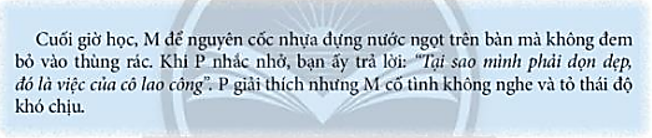 Cuối giờ học, M để nguyên cốc nhựa đựng nước ngọt trên bàn mà không đem
bỏ vào thùng rác. Khi P nhắc nhở, bạn ấy trả lời: “Tại sao mình phải dọn dẹp,
đó là việc của cô lao công”. P giải thích nhưng M cố tình không nghe và tỏ thái độ
khó chịu.